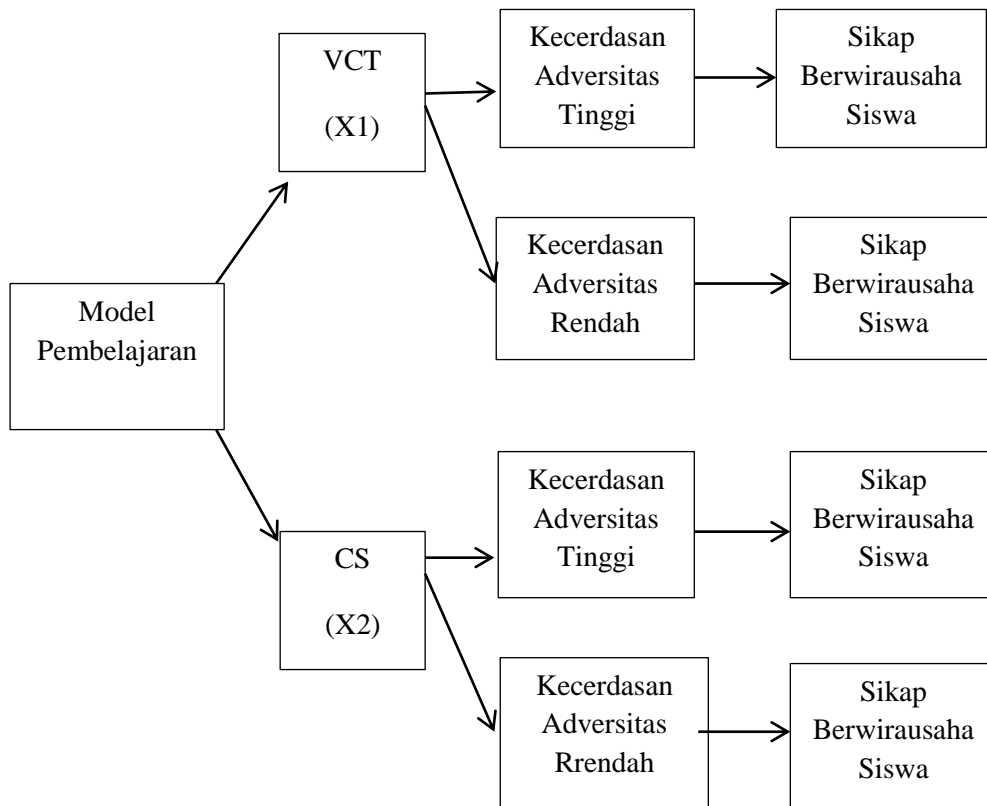 VCT
(X1)
Kecerdasan
Adversitas
Tinggi
Sikap
Berwirausaha
Siswa
Kecerdasan
Adversitas
Rendah
Sikap
Berwirausaha
Siswa
Model
Pembelajaran
CS
(X2)
Kecerdasan
Adversitas
Tinggi
Sikap
Berwirausaha
Siswa
Kecerdasan
Adversitas
Rrendah
Sikap
Berwirausaha
Siswa